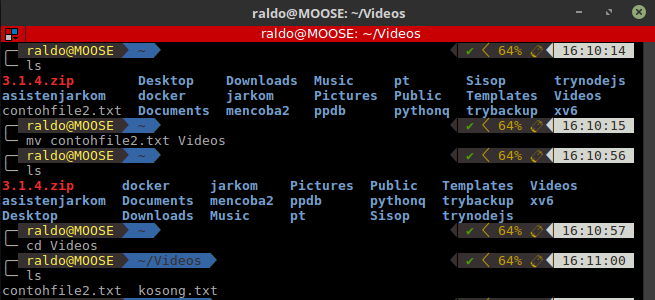 raldo@MOOSE: ~/Videos
raldo@MOOSE: ~/Videos
raldo@MOOSE ~ ✔ 64% 16:10:14
ls
3.1.4.zip Desktop Downloads Music pt Sisop trynodejs
asistenjarkom docker jarkom Pictures Public Templates Videos
contohfile2.txt Documents mencoba2 ppdb pythonq trybackup xv6
raldo@MOOSE ~ ✔ 64% 16:10:15
mv contohfile2.txt Videos
raldo@MOOSE ~ ✔ 64% 16:10:56
ls
3.1.4.zip docker jarkom Pictures Public Templates Videos
asistenjarkom Documents mencoba2 ppdb pythonq trybackup xv6
Desktop Downloads Music pt Sisop trynodejs
raldo@MOOSE ~ ✔ 64% 16:10:57
cd Videos
raldo@MOOSE ~/Videos ✔ 64% 16:11:00
ls
contohfile2.txt kosong.txt